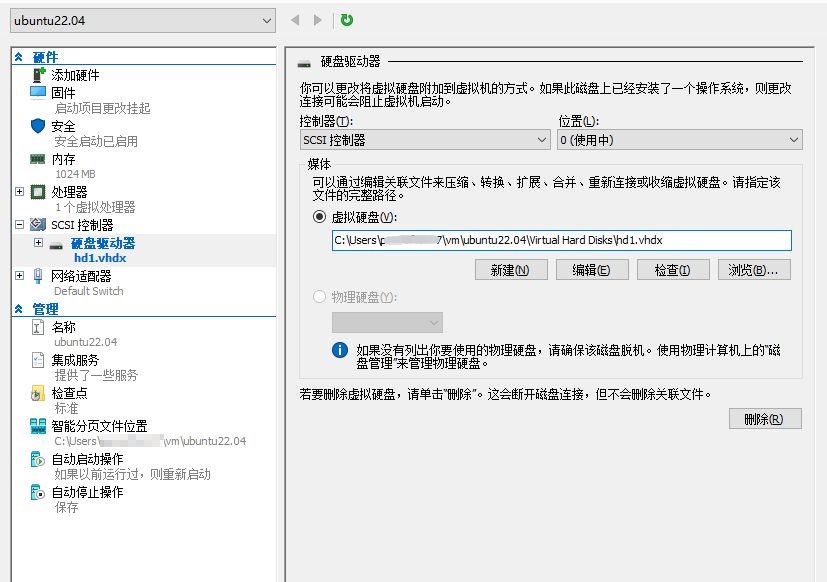 ubuntu22.04
硬件
添加硬件
固件
启动项目更改挂起
安全
安全启动已启用
内存
1024 MB
处理器
1 个虚拟处理器
SCSI 控制器
硬盘驱动器
hd1.vhdx
网络适配器
Default Switch
管理
名称
ubuntu22.04
集成服务
提供了一些服务
检查点
标准
智能分页文件位置
C:\Users\ \vm\ubuntu22.04
自动启动操作
如果以前运行过，则重新启动
自动停止操作
保存
硬盘驱动器
你可以更改将虚拟硬盘附加到虚拟机的方式。如果此磁盘上已经安装了一个操作系统，则更改
连接可能会阻止虚拟机启动。
控制器(T): 位置(L):
SCSI 控制器 0 (使用中)
媒体
可以通过编辑关联文件来压缩、转换、扩展、合并、重新连接或收缩虚拟硬盘。请指定该
文件的完整路径。
虚拟硬盘(V):
C:\Users\p 7\vm\ubuntu22.04\Virtual Hard Disks\hd1.vhdx
新建(N) 编辑(E) 检查(I) 浏览(B)...
物理硬盘(Y):
如果没有列出你要使用的物理硬盘，请确保该磁盘脱机。使用物理计算机上的"磁
盘管理"来管理物理硬盘。
若要删除虚拟硬盘，请单击"删除"。这会断开磁盘连接，但不会删除关联文件。
删除(R)